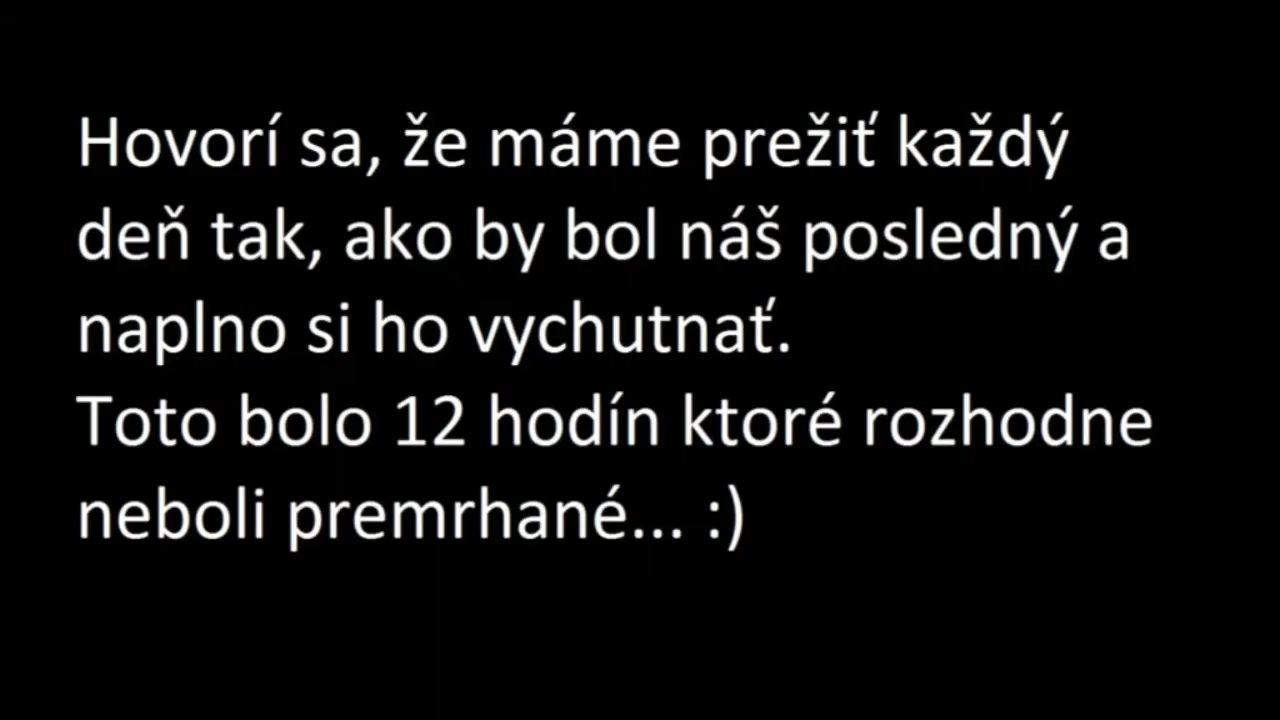 Hovorí sa, že máme prežiť každý
deň tak, ako by bol náš posledný a
naplno si ho vychutnať.
Toto bolo 12 hodín ktoré rozhodne
neboli premrhané... :)